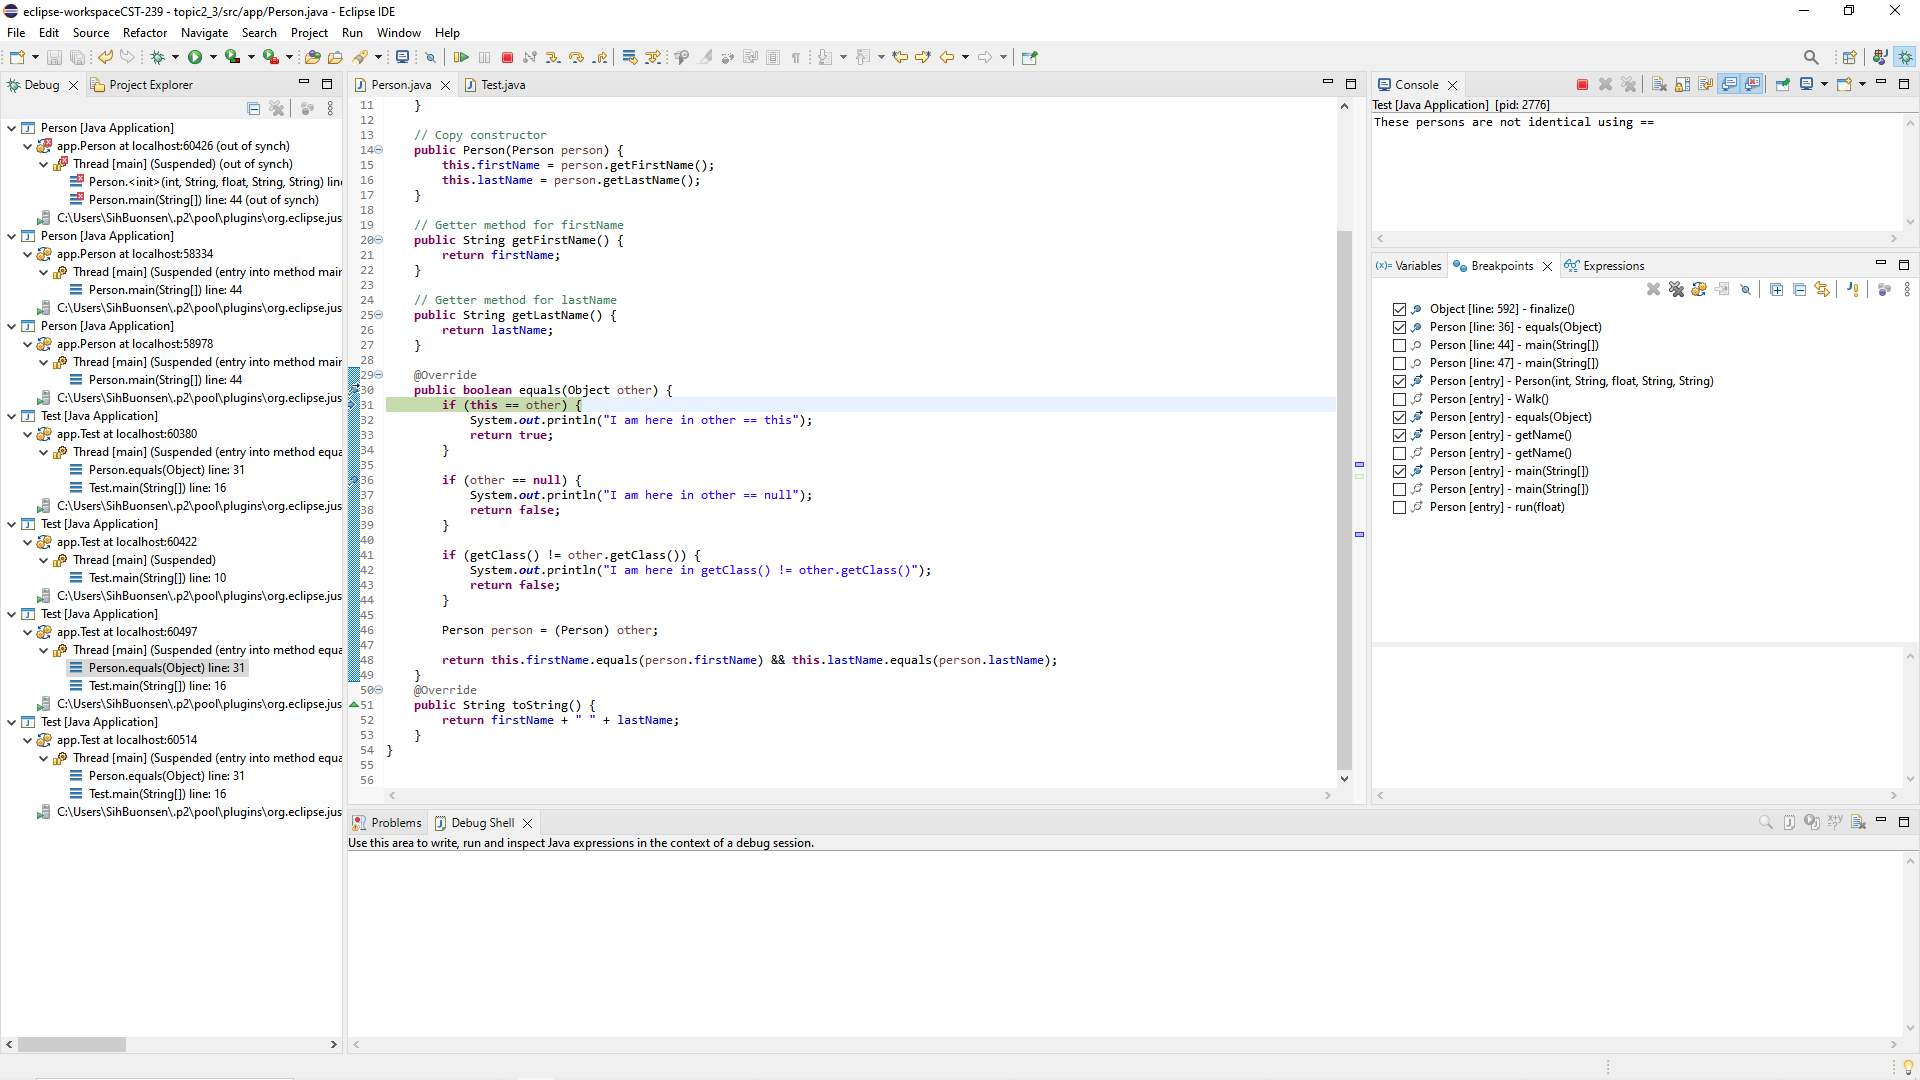 eclipse-workspaceCST-239 - topic2_3/src/app/Person.java - Eclipse IDE
File Edit Source Refactor Navigate Search Project Run Window Help
Debug Project Explorer
Person [Java Application]
app.Person at localhost:60426 (out of synch)
Thread [main] (Suspended) (out of synch)
Person.<init>(int, String, float, String, String) line
Person.main(String[]) line: 44 (out of synch)
C:\Users\SihBuonsen\.p2\pool\plugins\org.eclipse.jus
Person [Java Application]
app.Person at localhost:58334
Thread [main] (Suspended (entry into method mair
Person.main(String[]) line: 44
C:\Users\SihBuonsen\.p2\pool\plugins\org.eclipse.jus
Person [Java Application]
app.Person at localhost:58978
Thread [main] (Suspended (entry into method mair
Person.main(String[]) line: 44
C:\Users\SihBuonsen\.p2\pool\plugins\org.eclipse.jus
Test [Java Application]
app.Test at localhost:60380
Thread [main] (Suspended (entry into method equa
Person.equals(Object) line: 31
Test.main(String[]) line: 16
C:\Users\SihBuonsen\.p2\pool\plugins\org.eclipse.jus
Test [Java Application]
app.Test at localhost:60422
Thread [main] (Suspended)
Test.main(String[]) line: 10
C:\Users\SihBuonsen\.p2\pool\plugins\org.eclipse.jus
Test [Java Application]
app.Test at localhost:60497
Thread [main] (Suspended (entry into method equa
Person.equals(Object) line: 31
Test.main(String[]) line: 16
C:\Users\SihBuonsen\.p2\pool\plugins\org.eclipse.jus
Test [Java Application]
app.Test at localhost:60514
Thread [main] (Suspended (entry into method equa
Person.equals(Object) line: 31
Test.main(String[]) line: 16
C:\Users\SihBuonsen\.p2\pool\plugins\org.eclipse.jus
Person.java Test.java
11 }
12
13 // Copy constructor
14 public Person(Person person) {
15 this.firstName = person.getFirstName();
16 this.lastName = person.getLastName();
17 }
18
19 // Getter method for firstName
20 public String getFirstName() {
21 return firstName;
22 }
23
24 // Getter method for lastName
25 public String getLastName() {
26 return lastName;
27 }
28
29 @Override
30 public boolean equals(Object other) {
31 if (this == other) {
32 System.out.println("I am here in other == this");
33 return true;
34 }
35
36 if (other == null) {
37 System.out.println("I am here in other == null");
38 return false;
39 }
40
41 if (getClass() != other.getClass()) {
42 System.out.println("I am here in getClass() != other.getClass()");
43 return false;
44 }
45
46 Person person = (Person) other;
47
48 return this.firstName.equals(person.firstName) && this.lastName.equals(person.lastName);
49 }
50 @Override
51 public String toString() {
52 return firstName + " " + lastName;
53 }
54 }
55
56
Console
Test [Java Application] [pid: 2776]
These persons are not identical using ==
(x)= Variables Breakpoints Expressions
Object [line: 592] - finalize()
Person [line: 36] - equals(Object)
Person [line: 44] - main(String[])
Person [line: 47] - main(String[])
Person [entry] - Person(int, String, float, String, String)
Person [entry] - Walk()
Person [entry] - equals(Object)
Person [entry] - getName()
Person [entry] - getName()
Person [entry] - main(String[])
Person [entry] - main(String[])
Person [entry] - run(float)
Problems Debug Shell
Use this area to write, run and inspect Java expressions in the context of a debug session.